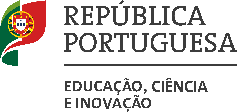 REPÚBLICA
PORTUGUESA
EDUCAÇÃO, CIÊNCIA
E INOVAÇÃO